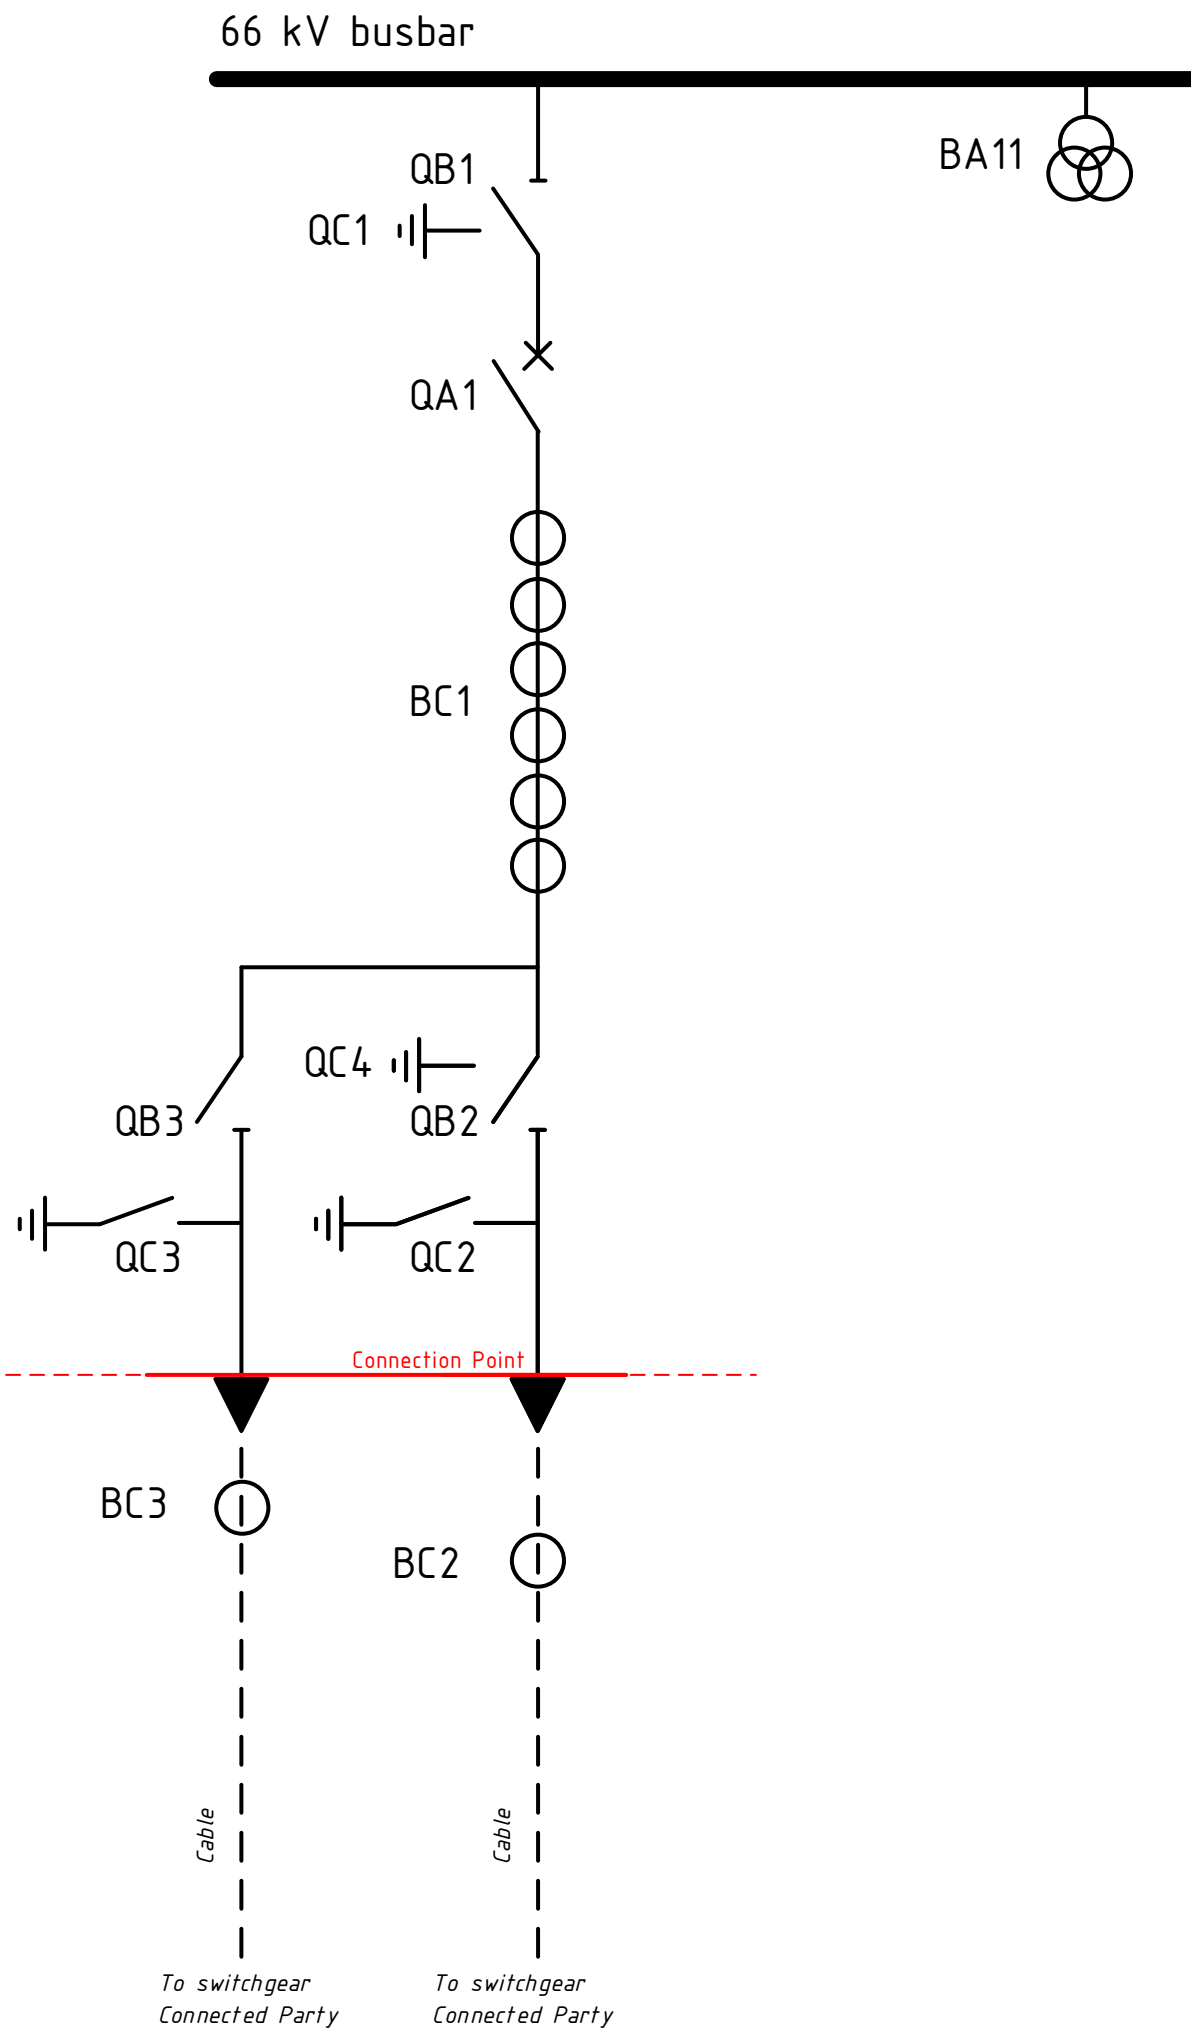 66 kV busbar
BA11
QB1
QC1
QA1
BC1
QC4
QB3
QB2
QC3
QC2
Connection Point
BC3
BC2
Cable
Cable
To switchgear
Connected Party
To switchgear
Connected Party